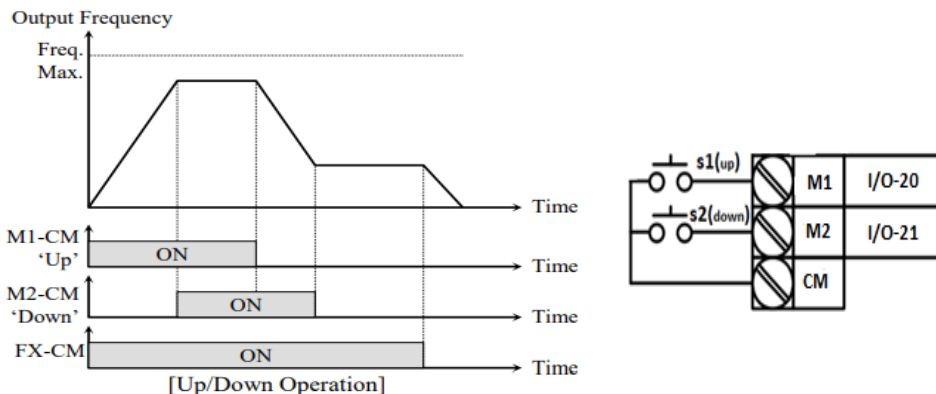 Output Frequency
Freq.
Max.
Time
M1-CM
‘Up’
ON
Time
M2-CM
‘Down’
ON
Time
FX-CM
ON
Time
[Up/Down Operation]
s1(up)
M1
I/O-20
s2(down)
M2
I/O-21
CM